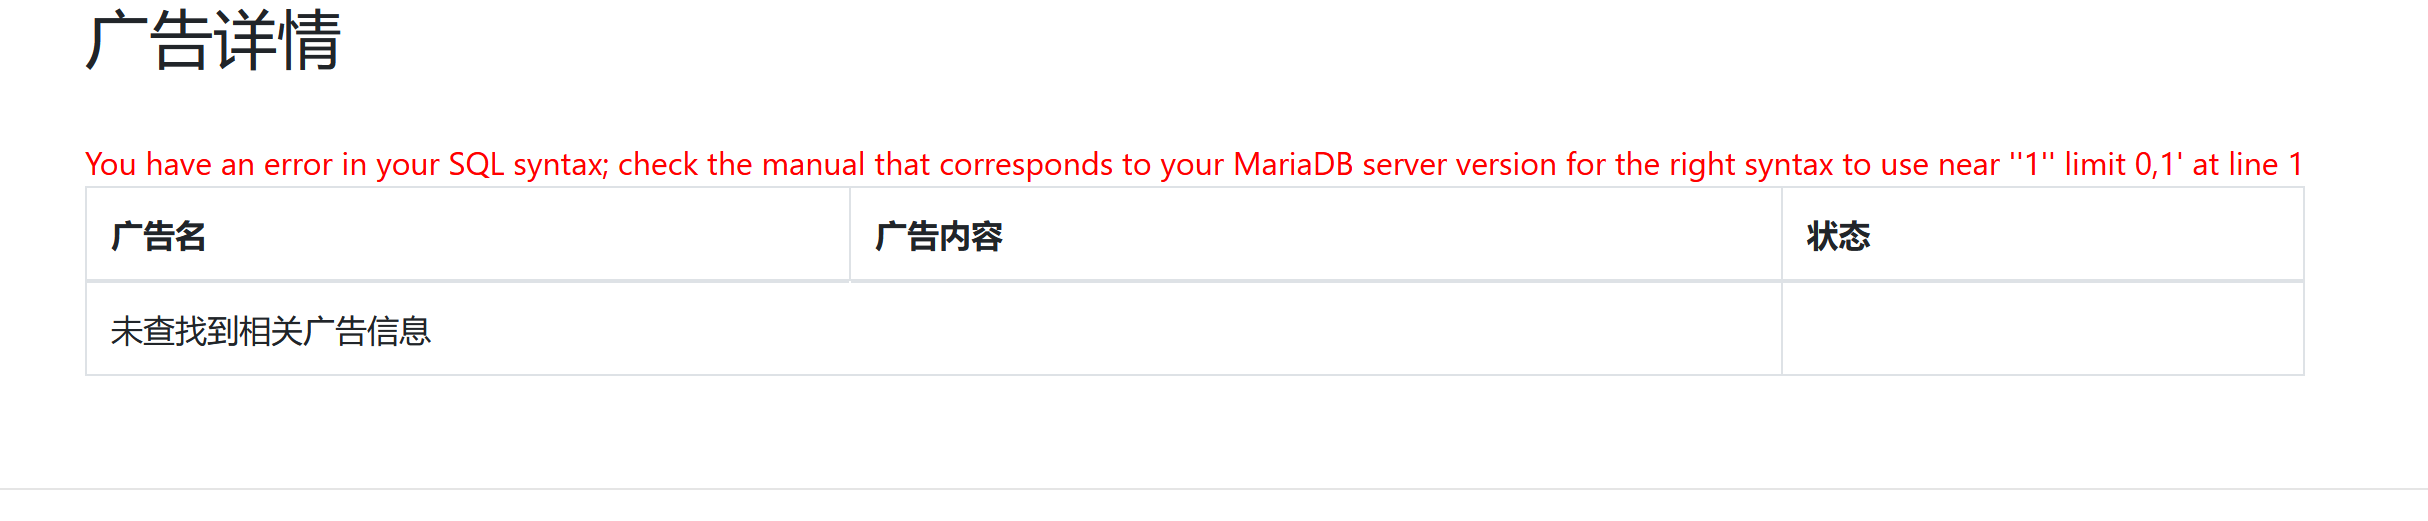 广告详情
You have an error in your SQL syntax; check the manual that corresponds to your MariaDB server version for the right syntax to use near ''1'' limit 0,1' at line 1
广告名 广告内容 状态
未查找到相关广告信息